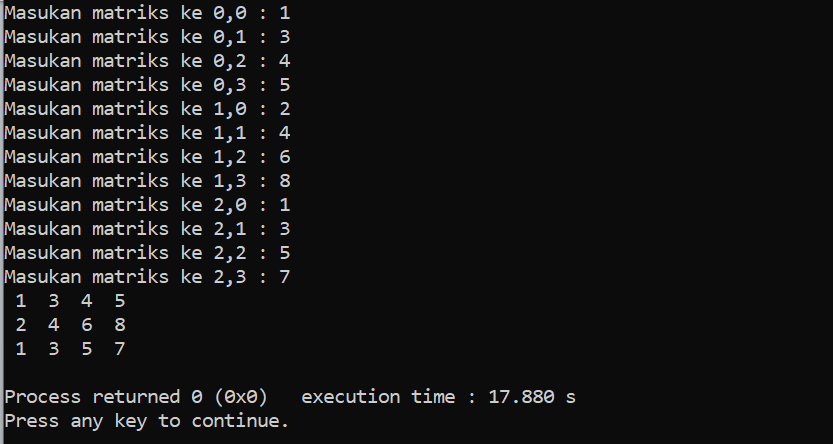 Masukan matriks ke 0,0 : 1
Masukan matriks ke 0,1 : 3
Masukan matriks ke 0,2 : 4
Masukan matriks ke 0,3 : 5
Masukan matriks ke 1,0 : 2
Masukan matriks ke 1,1 : 4
Masukan matriks ke 1,2 : 6
Masukan matriks ke 1,3 : 8
Masukan matriks ke 2,0 : 1
Masukan matriks ke 2,1 : 3
Masukan matriks ke 2,2 : 5
Masukan matriks ke 2,3 : 7
 1  3  4  5
 2  4  6  8
 1  3  5  7

Process returned 0 (0x0)   execution time : 17.880 s
Press any key to continue.